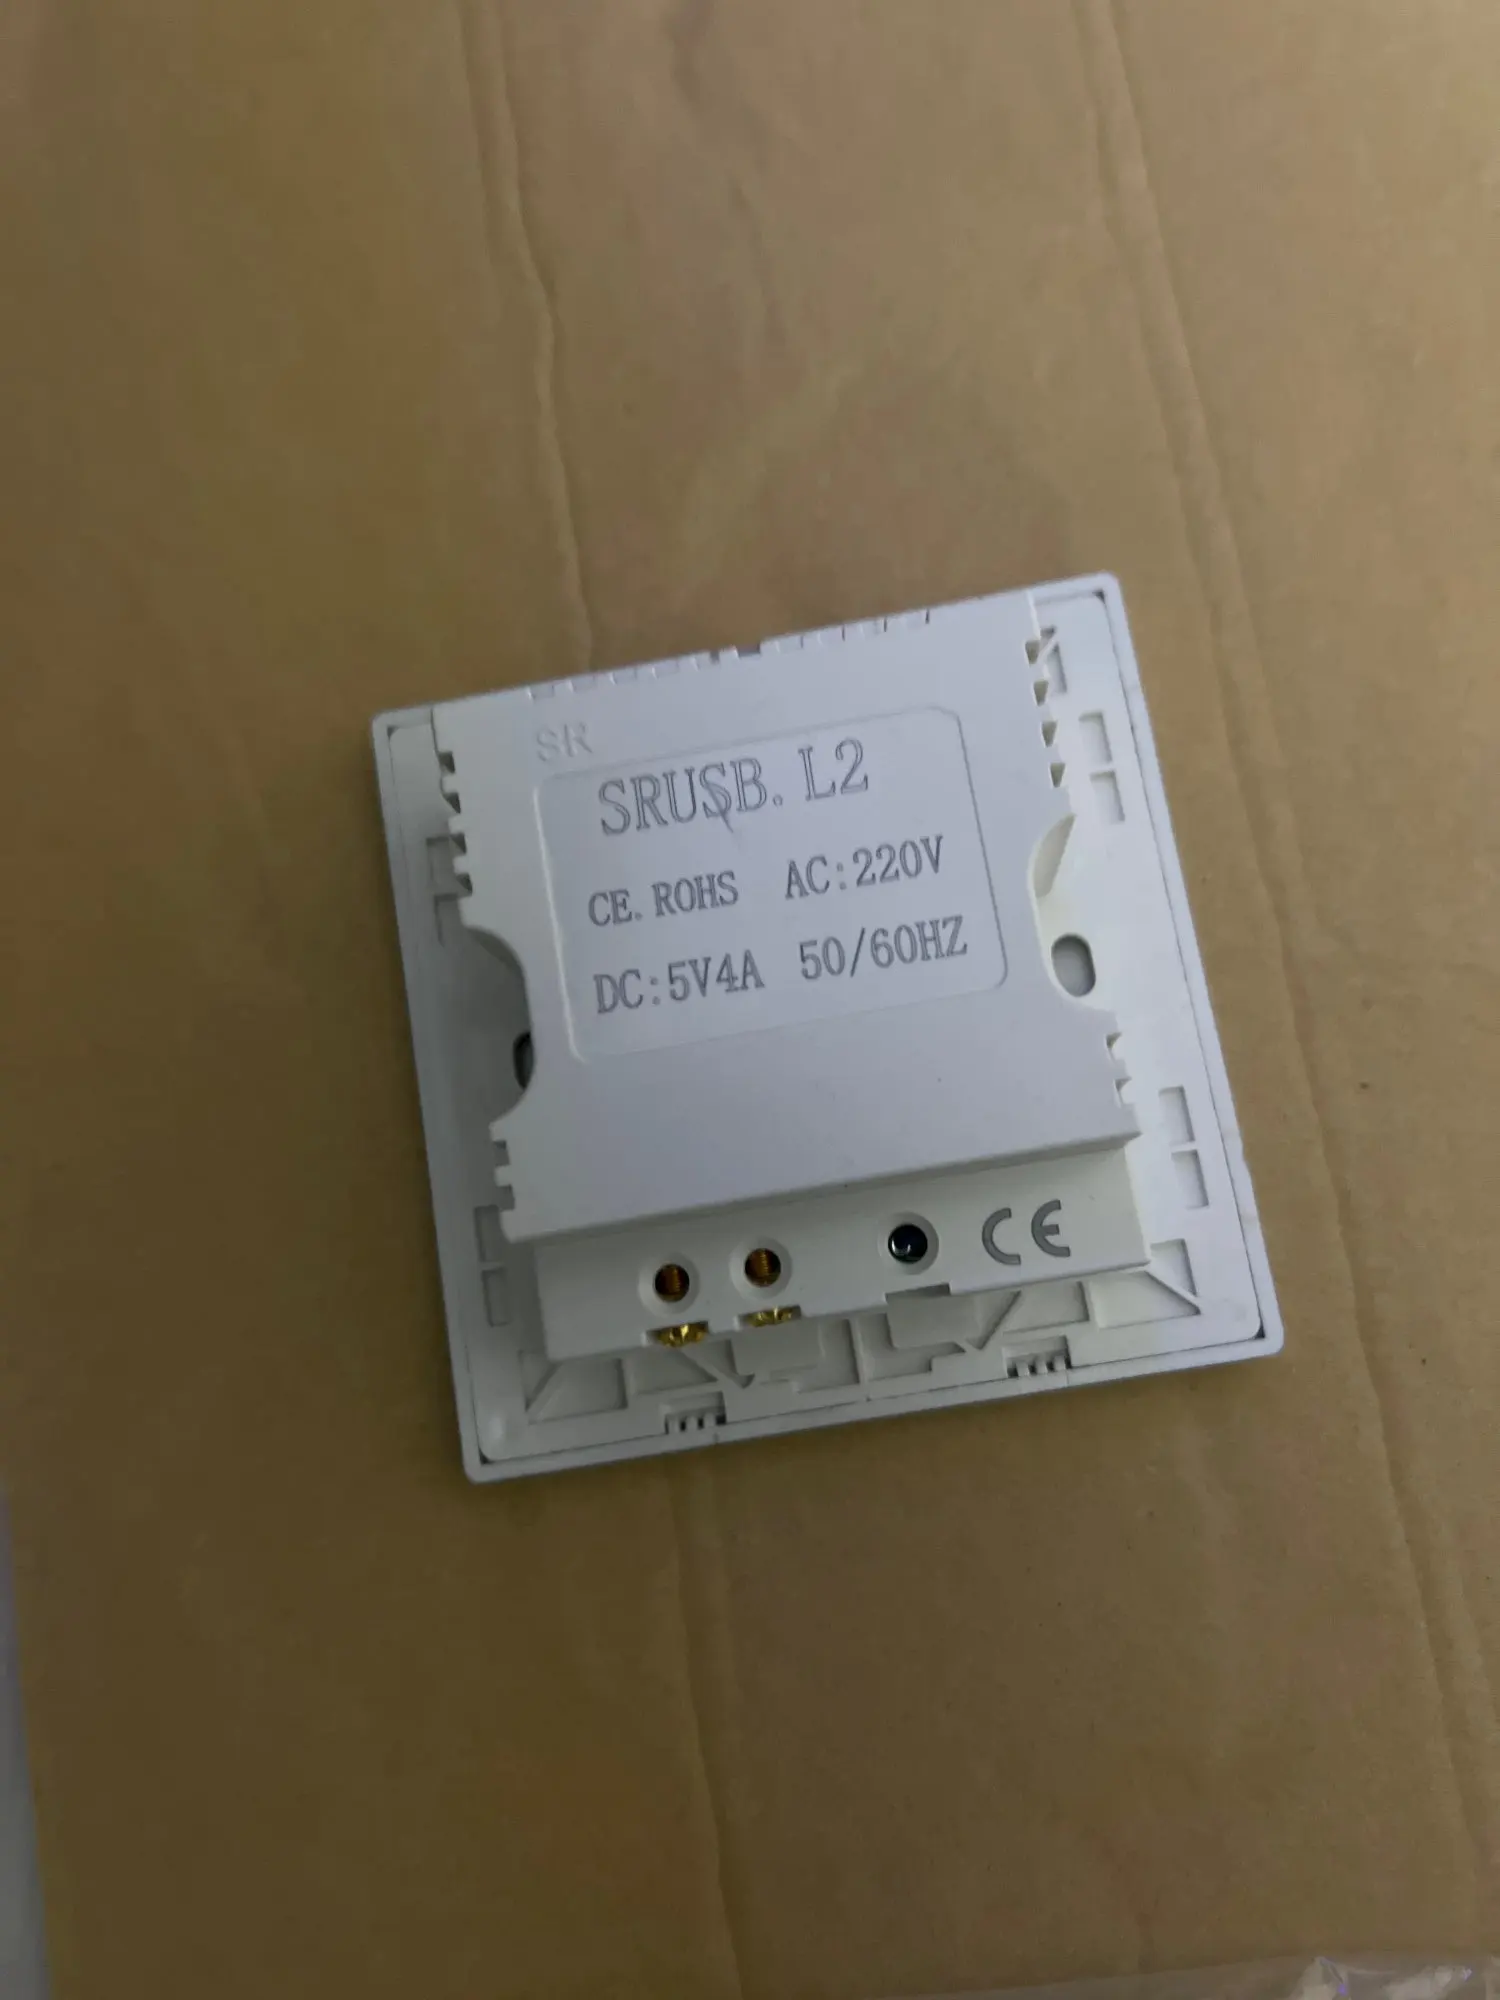 SR
SRUSB. L2
CE. ROHS AC:220V
DC:5V4A 50/60HZ
CE